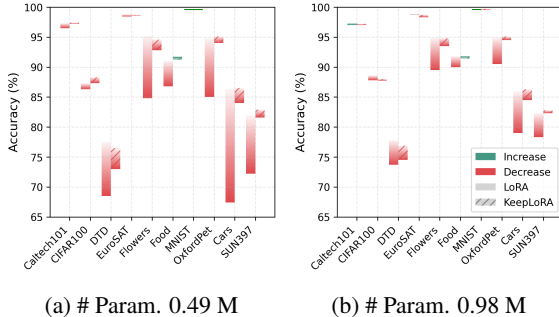 Accuracy (%)
100
95
90
85
80
75
70
65
Caltech101
CIFAR100
DTD
EuroSAT
Flowers
Food
MNIST
OxfordPet
Cars
SUN397
(a) # Param. 0.49 M
Accuracy (%)
100
95
90
85
80
75
70
65
Increase
Decrease
LoRA
KeepLoRA
Caltech101
CIFAR100
DTD
EuroSAT
Flowers
Food
MNIST
OxfordPet
Cars
SUN397
(b) # Param. 0.98 M